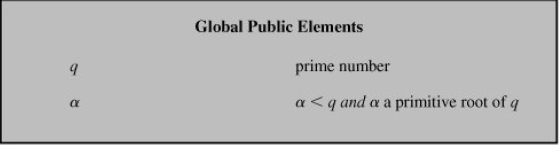 Global Public Elements
q prime number
α α < q and α a primitive root of q